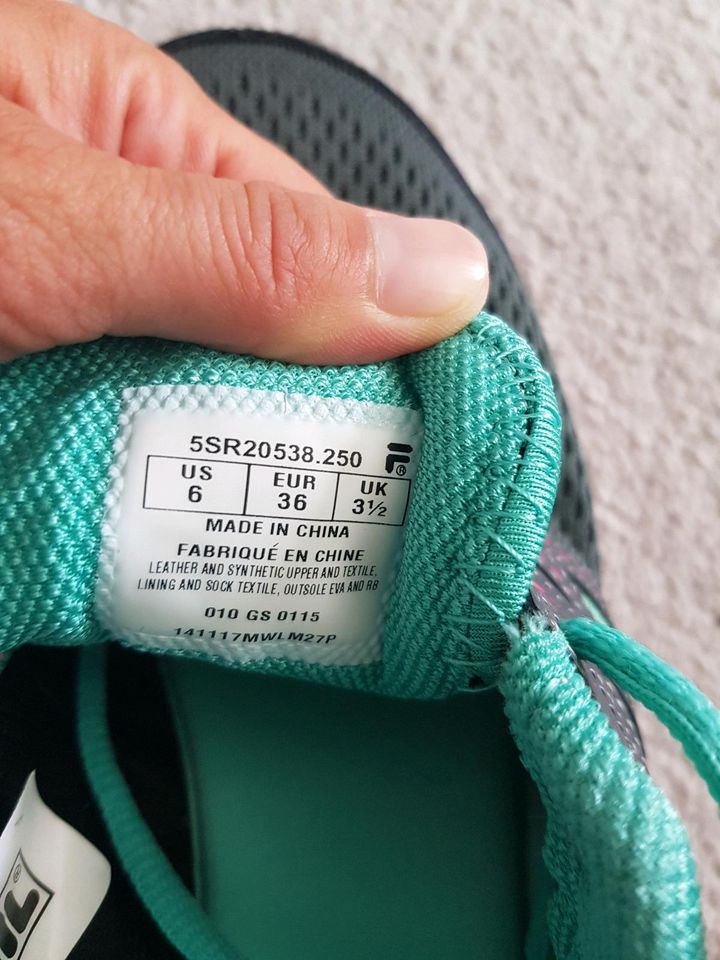 5SR20538.250
US EUR UK
6 36 3½
MADE IN CHINA
FABRIQUÉ EN CHINE
LEATHER AND SYNTHETIC UPPER AND TEXTILE,
LINING AND SOCK TEXTILE, OUTSOLE EVA AND RB
010 GS 0115
141117MWLM27P